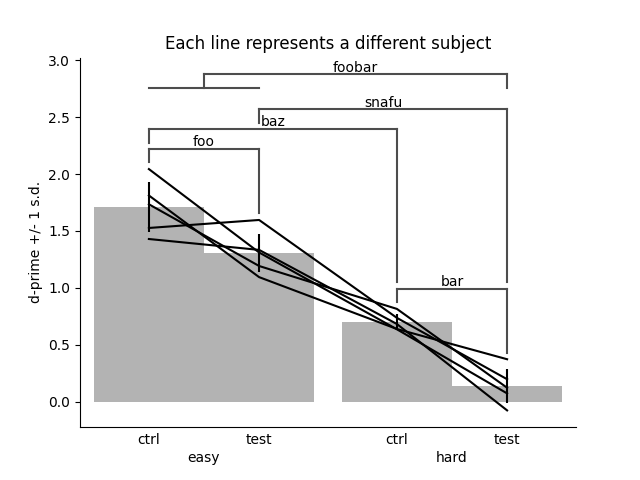 Each line represents a different subject
foobar
snafu
baz
foo
bar
d-prime +/- 1 s.d.
3.0
2.5
2.0
1.5
1.0
0.5
0.0
ctrl test ctrl test
easy hard